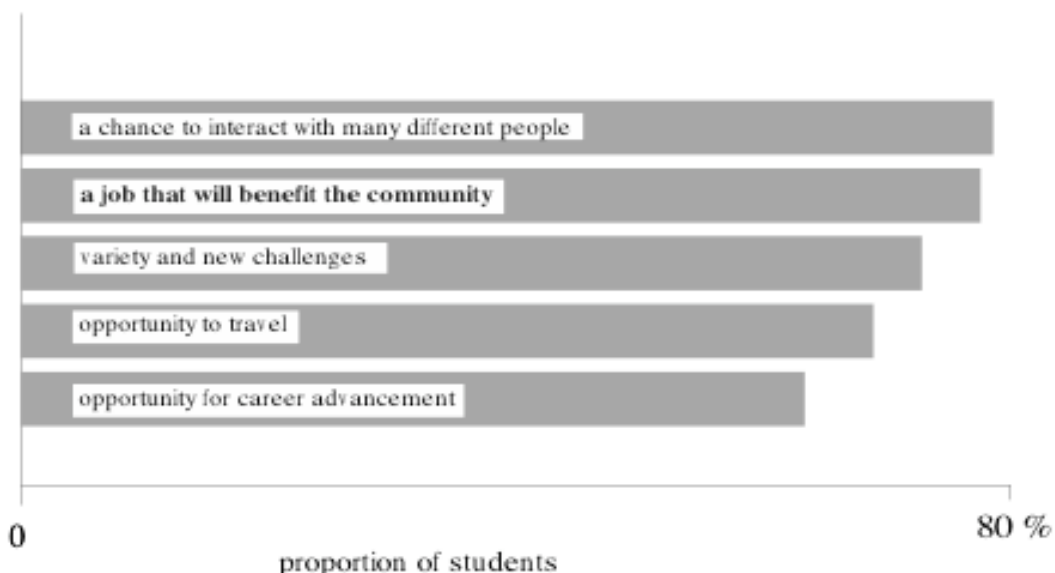 a chance to interact with many different people
a job that will benefit the community
variety and new challenges
opportunity to travel
opportunity for career advancement
0
80 %
proportion of students